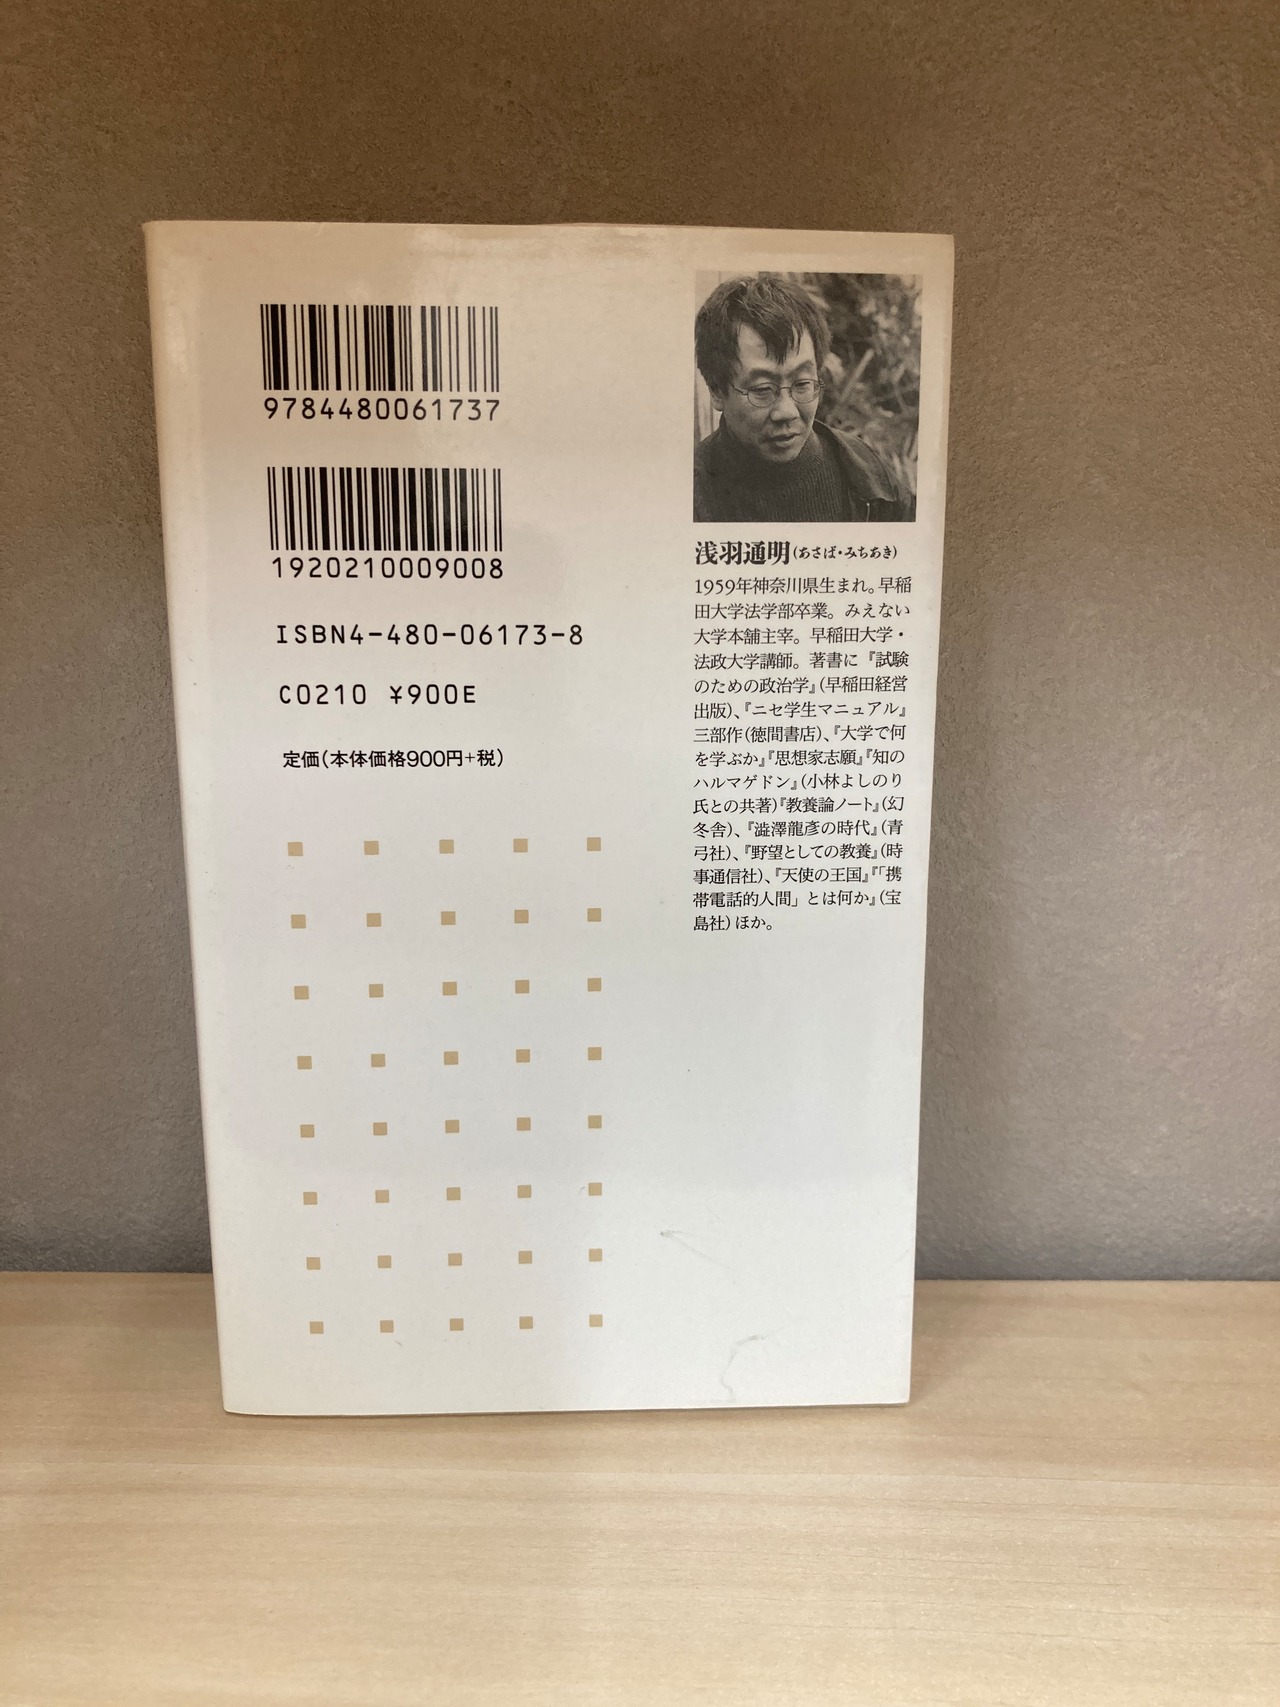 9784480061737
1920210009008
ISBN4-480-06173-8
C0210 ¥900E
定価(本体価格900円+税)
浅羽通明(あさば・みちあき)
1959年神奈川県生まれ。早稲
田大学法学部卒業。みえない
大学本舗主宰。早稲田大学・
法政大学講師。著書に『試験
のための政治学』(早稲田経営
出版)、『ニセ学生マニュアル』
三部作(徳間書店)、『大学で何
を学ぶか』『思想家志願』『知の
ハルマゲドン』(小林よしのり
氏との共著)『教養論ノート』(幻
冬舎)、『澁澤龍彥の時代』(青
弓社)、『野望としての教養』(時
事通信社)、『天使の王国』『「携
帯電話的人間」とは何か』(宝
島社)ほか。